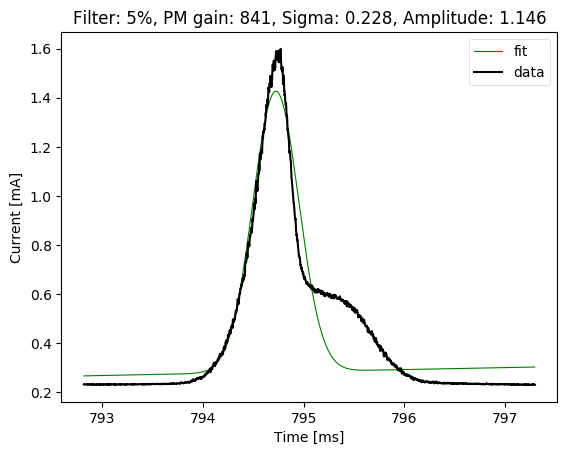 Filter: 5%, PM gain: 841, Sigma: 0.228, Amplitude: 1.146
fit
data
1.6
1.4
1.2
1.0
0.8
0.6
0.4
0.2
Current [mA]
793
794
795
796
797
Time [ms]